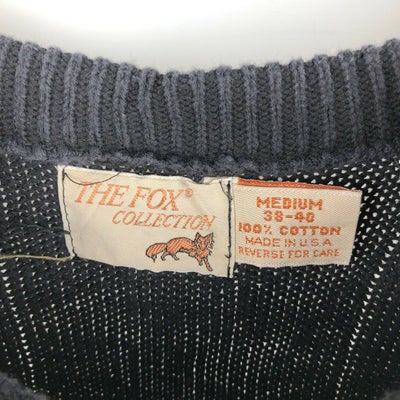 THE FOX®
COLLECTION
MEDIUM
38-40
100% COTTON
MADE IN U.S.A
REVERSE FOR CARE